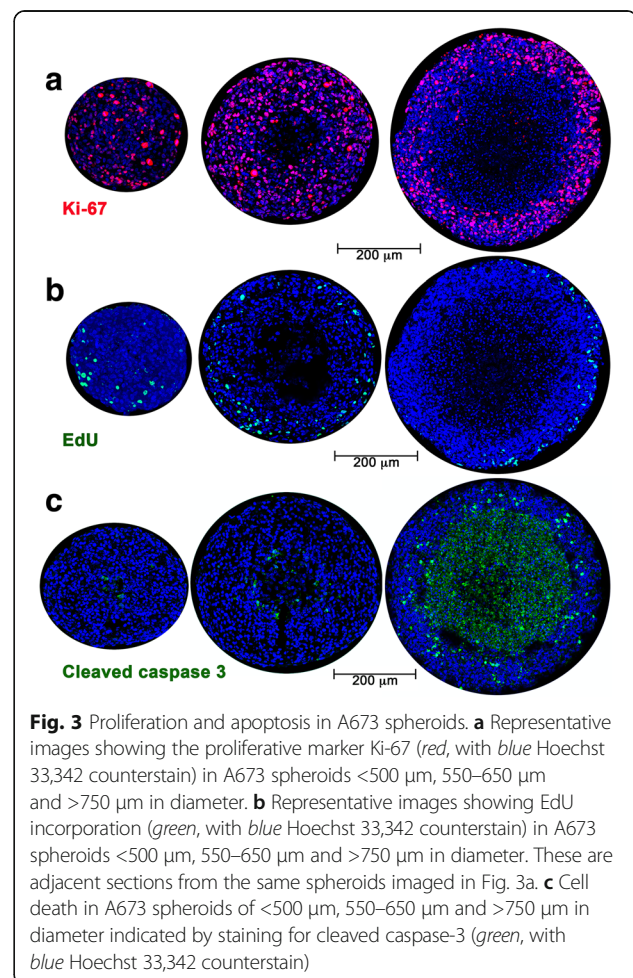 a
Ki-67
200 µm
b
EdU
200 µm
c
Cleaved caspase 3
200 µm
Fig. 3 Proliferation and apoptosis in A673 spheroids. a Representative
images showing the proliferative marker Ki-67 (red, with blue Hoechst
33,342 counterstain) in A673 spheroids <500 µm, 550–650 µm
and >750 µm in diameter. b Representative images showing EdU
incorporation (green, with blue Hoechst 33,342 counterstain) in A673
spheroids <500 µm, 550–650 µm and >750 µm in diameter. These are
adjacent sections from the same spheroids imaged in Fig. 3a. c Cell
death in A673 spheroids of <500 µm, 550–650 µm and >750 µm in
diameter indicated by staining for cleaved caspase-3 (green, with
blue Hoechst 33,342 counterstain)